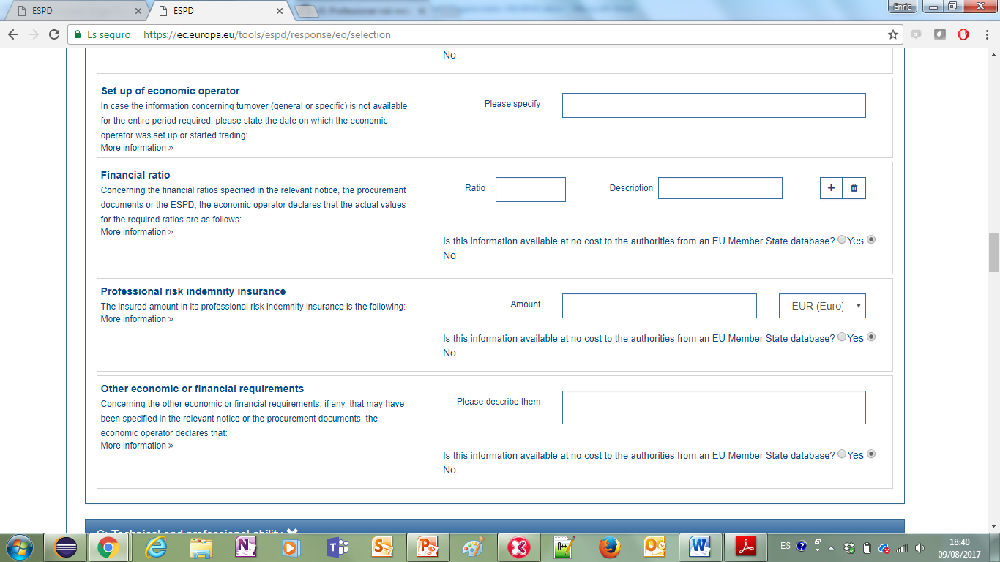 ESPD
ESPD
Enric
Es seguro
https://ec.europa.eu/tools/espd/response/eo/selection
No
Set up of economic operator
In case the information concerning turnover (general or specific) is not available
for the entire period required, please state the date on which the economic
operator was set up or started trading:
More information »
Please specify
Financial ratio
Concerning the financial ratios specified in the relevant notice, the procurement
documents or the ESPD, the economic operator declares that the actual values
for the required ratios are as follows:
More information »
Ratio
Description
Is this information available at no cost to the authorities from an EU Member State database? Yes
No
Professional risk indemnity insurance
The insured amount in its professional risk indemnity insurance is the following:
More information »
Amount
EUR (Euro)
Is this information available at no cost to the authorities from an EU Member State database? Yes
No
Other economic or financial requirements
Concerning the other economic or financial requirements, if any, that may have
been specified in the relevant notice or the procurement documents, the
economic operator declares that:
More information »
Please describe them
Is this information available at no cost to the authorities from an EU Member State database? Yes
No
C: Technical and professional ability
ES
18:40
09/08/2017